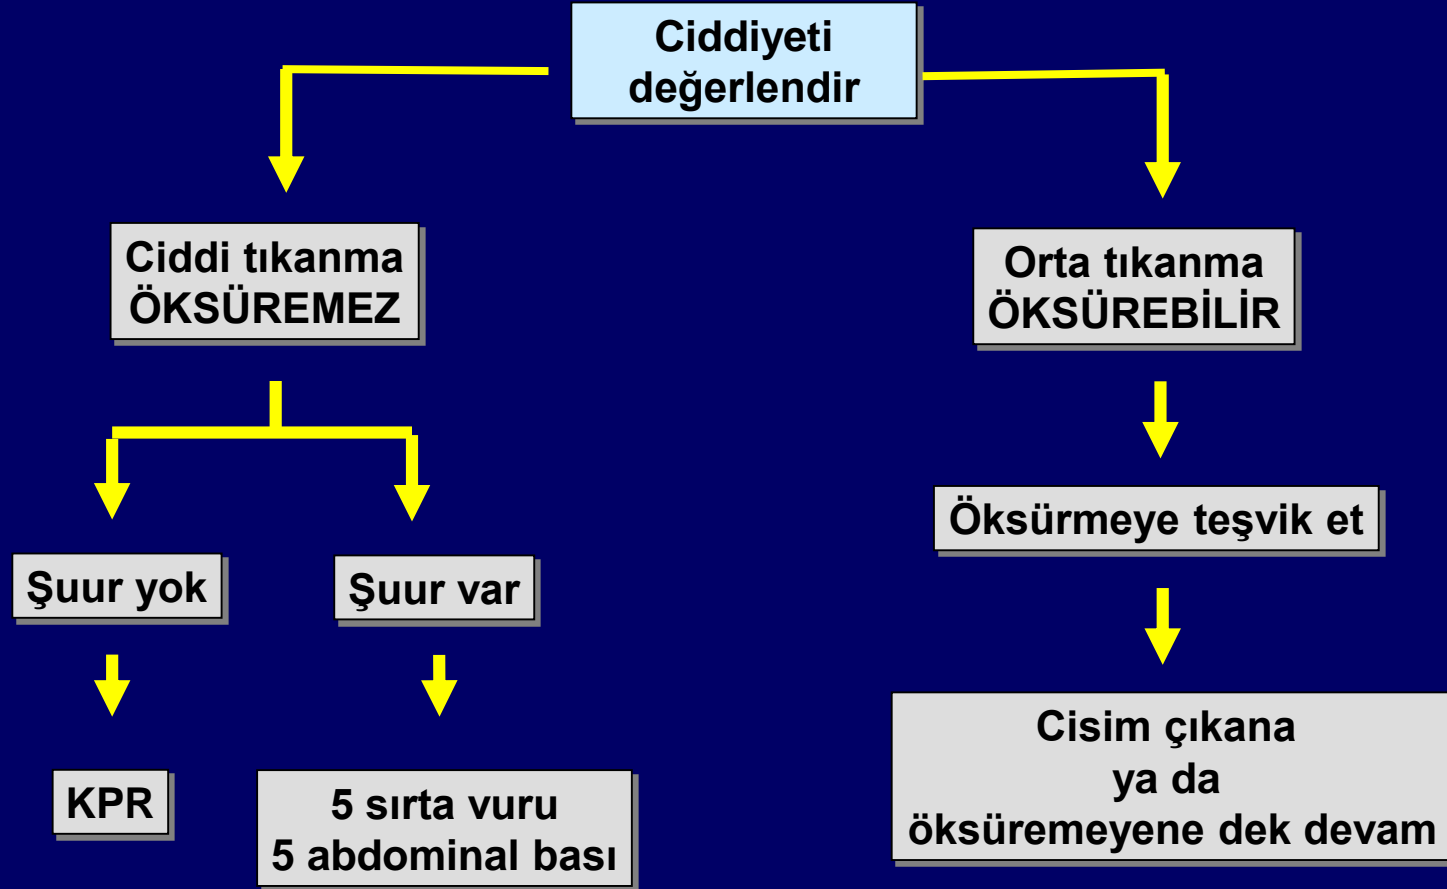 Ciddiyeti
değerlendir
Ciddi tıkanma
ÖKSÜREMEZ
Orta tıkanma
ÖKSÜREBİLİR
Öksürmeye teşvik et
Şuur yok
Şuur var
Cisim çıkana
ya da
öksüremeyene dek devam
KPR
5 sırta vuru
5 abdominal bası